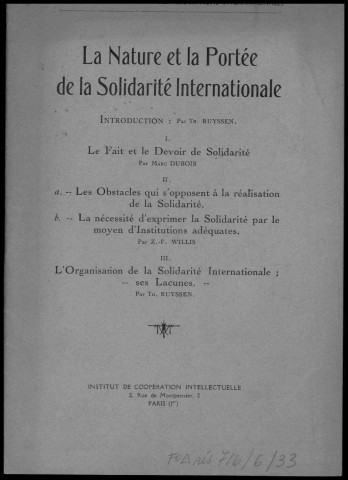 La Nature et la Portée
de la Solidarité Internationale
INTRODUCTION : PAR TH. RUYSSEN.
I.
Le Fait et le Devoir de Solidarité
PAR MARC DUBOIS
II.
a. -- Les Obstacles qui s'opposent à la réalisation
de la Solidarité.
b. -- La nécessité d'exprimer la Solidarité par le
moyen d'Institutions adéquates.
PAR Z.-F. WILLIS
III.
L'Organisation de la Solidarité Internationale ;
-- ses Lacunes. --
PAR TH. RUYSSEN.
INSTITUT DE COOPÉRATION INTELLECTUELLE
2, Rue de Montpensier, 2
PARIS (Iᵉʳ)
/6/33